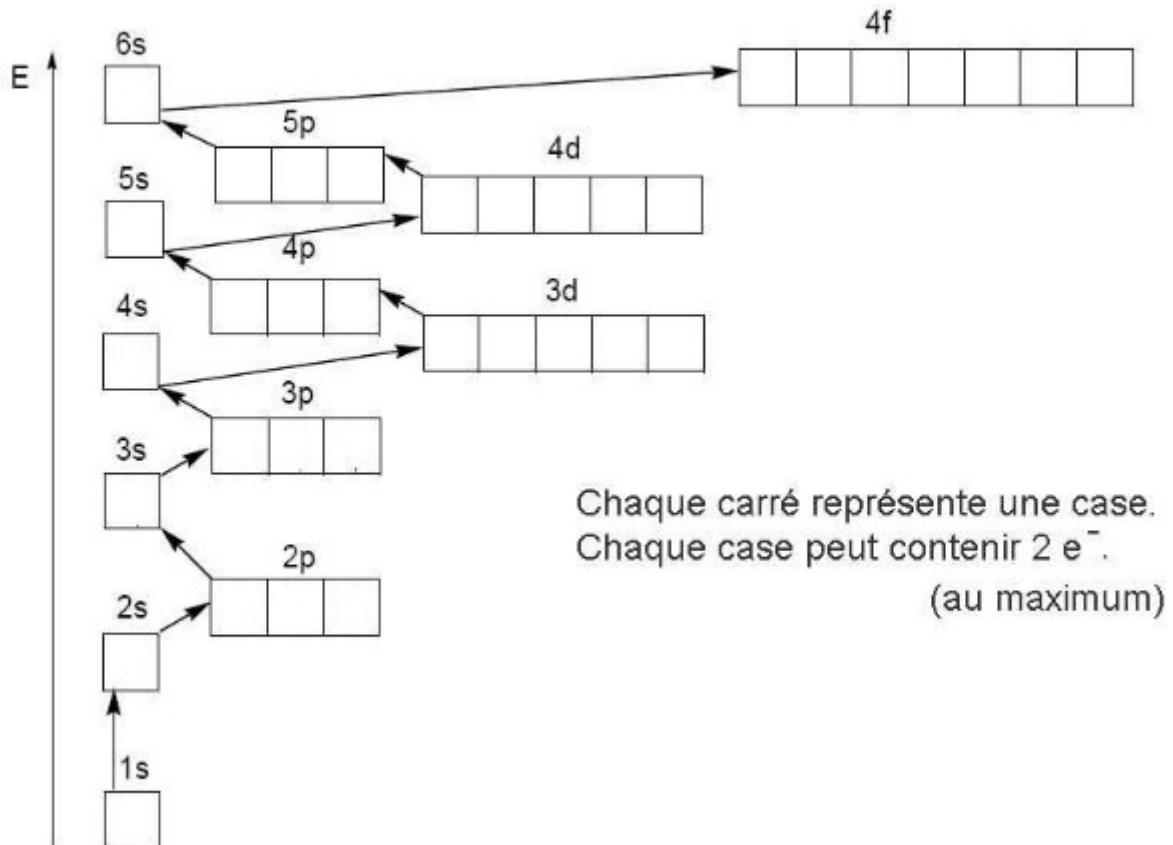 6s
4f
E
5p
4d
5s
4p
3d
4s
3p
3s
Chaque carré représente une case.
Chaque case peut contenir 2 e⁻.
2p
(au maximum)
2s
1s